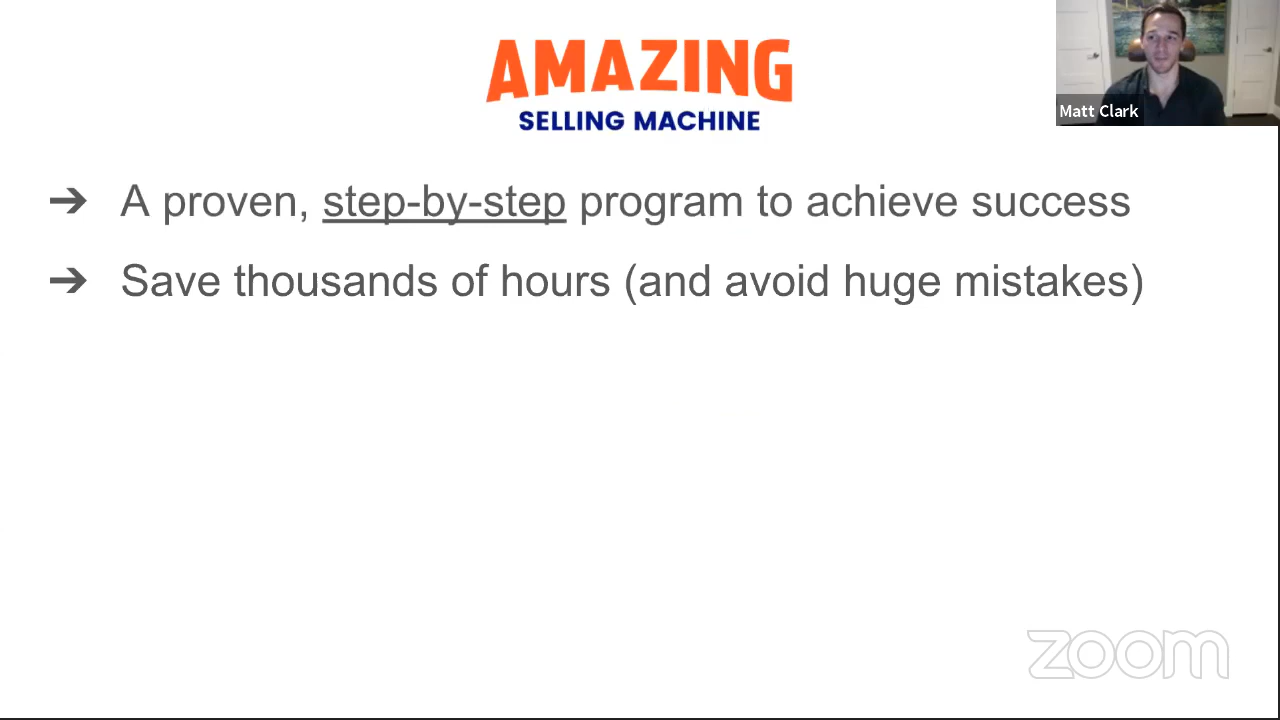 AMAZING
SELLING MACHINE
Matt Clark
➔ A proven, step-by-step program to achieve success
➔ Save thousands of hours (and avoid huge mistakes)
zoom